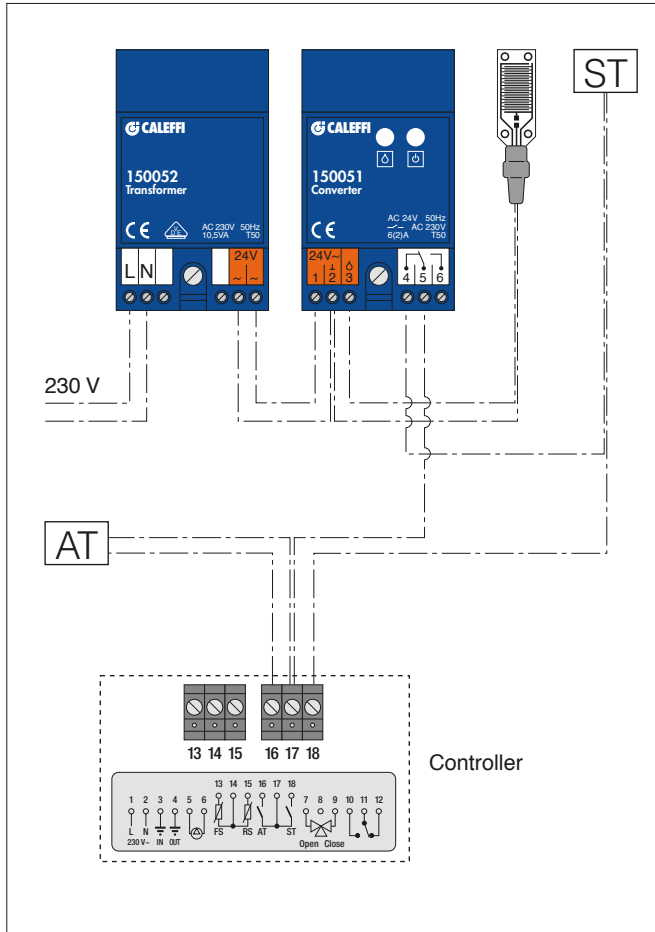 CALEFFI
150052
Transformer
CE
VDE
AC 230V 50Hz
10,5VA T50
L N
24V
~ ~
CALEFFI
150051
Converter
CE
AC 24V 50Hz
AC 230V
6(2)A T50
24V~
1 2 3
4 5 6
ST
230 V
AT
13 14 15 16 17 18
Controller
13 14 15 16 17 18
1 2 3 4 5 6
7 8 9 10 11 12
L N
230 V~ IN OUT
FS RS AT ST
Open Close